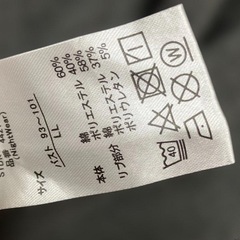 (NightWear)
サイズ
バスト 93〜101
LL
本体 綿 60%
ポリエステル 40%
リブ部分 綿 58%
ポリエステル 37%
ポリウレタン 5%
W
40